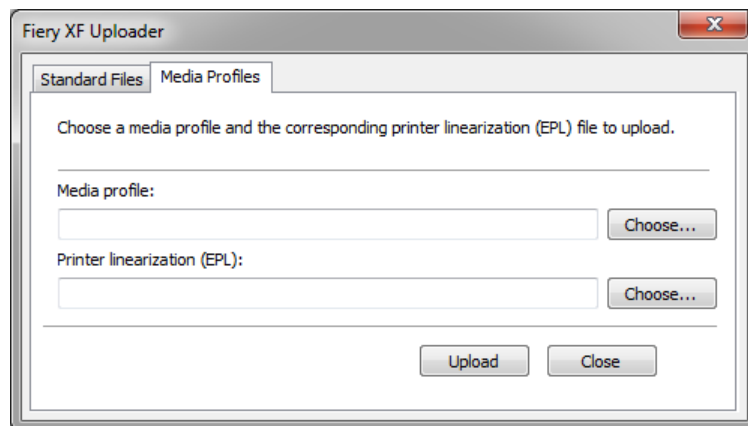 Fiery XF Uploader
Standard Files
Media Profiles
Choose a media profile and the corresponding printer linearization (EPL) file to upload.
Media profile:
Choose...
Printer linearization (EPL):
Choose...
Upload
Close